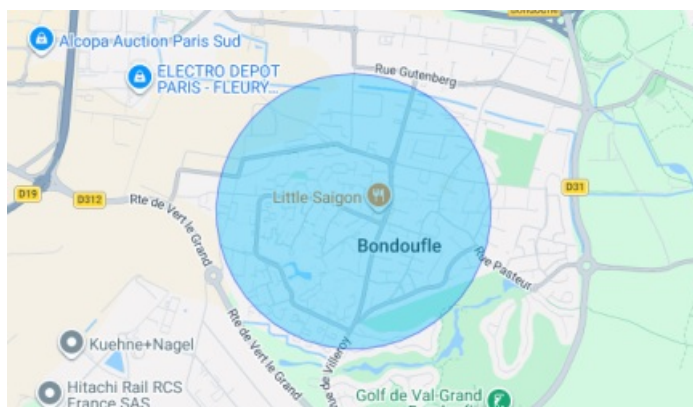 Bondoufle
Alcopa Auction Paris Sud
ELECTRO DEPOT
PARIS - FLEURY...
Rue Gutenberg
D19
D312
Rte de Vert le Grand
Little Saigon
D31
Bondoufle
Rue Pasteur
Rte de Vert le Grand
Kuehne+Nagel
de Villeroy
Hitachi Rail RCS
France SAS
Golf de Val-Grand